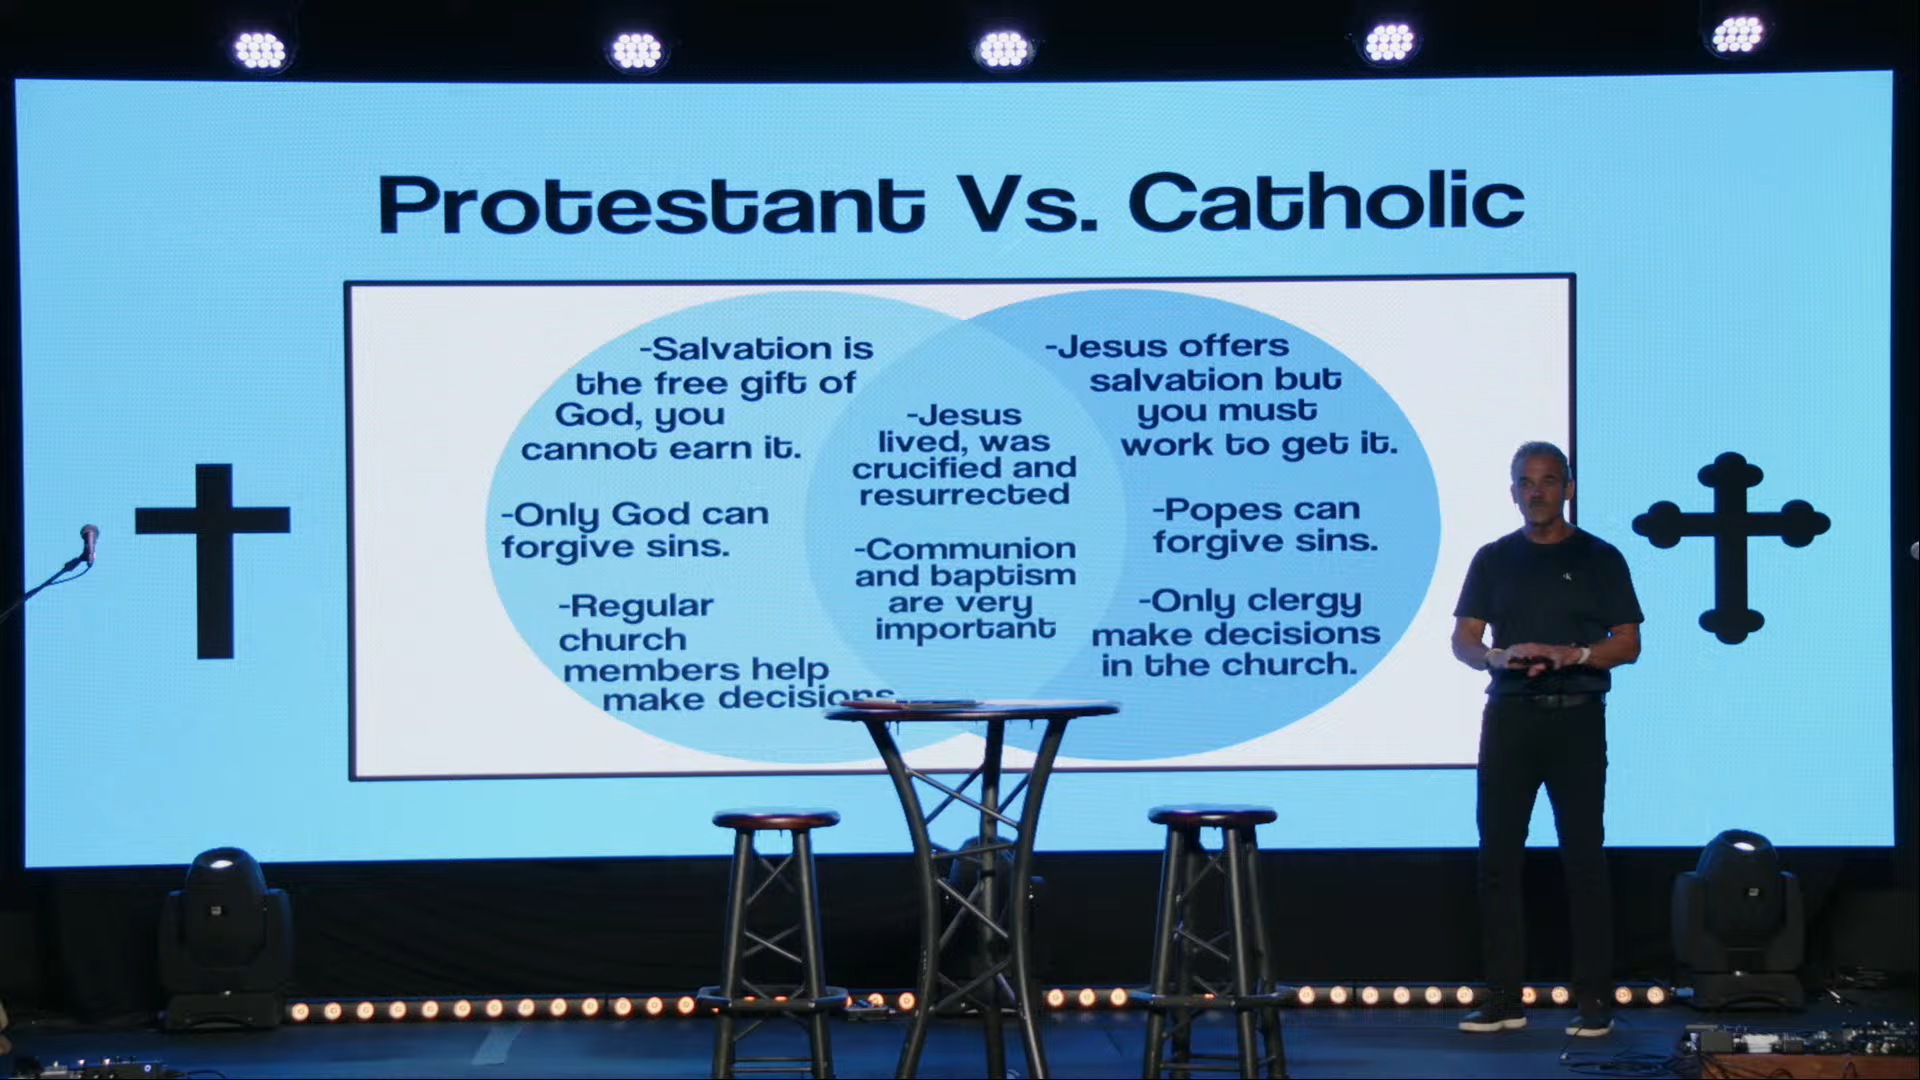 Protestant Vs. Catholic
-Salvation is
the free gift of
God, you
cannot earn it.
-Only God can
forgive sins.
-Regular
church
members help
make decisions
-Jesus
lived, was
crucified and
resurrected
-Communion
and baptism
are very
important
-Jesus offers
salvation but
you must
work to get it.
-Popes can
forgive sins.
-Only clergy
make decisions
in the church.